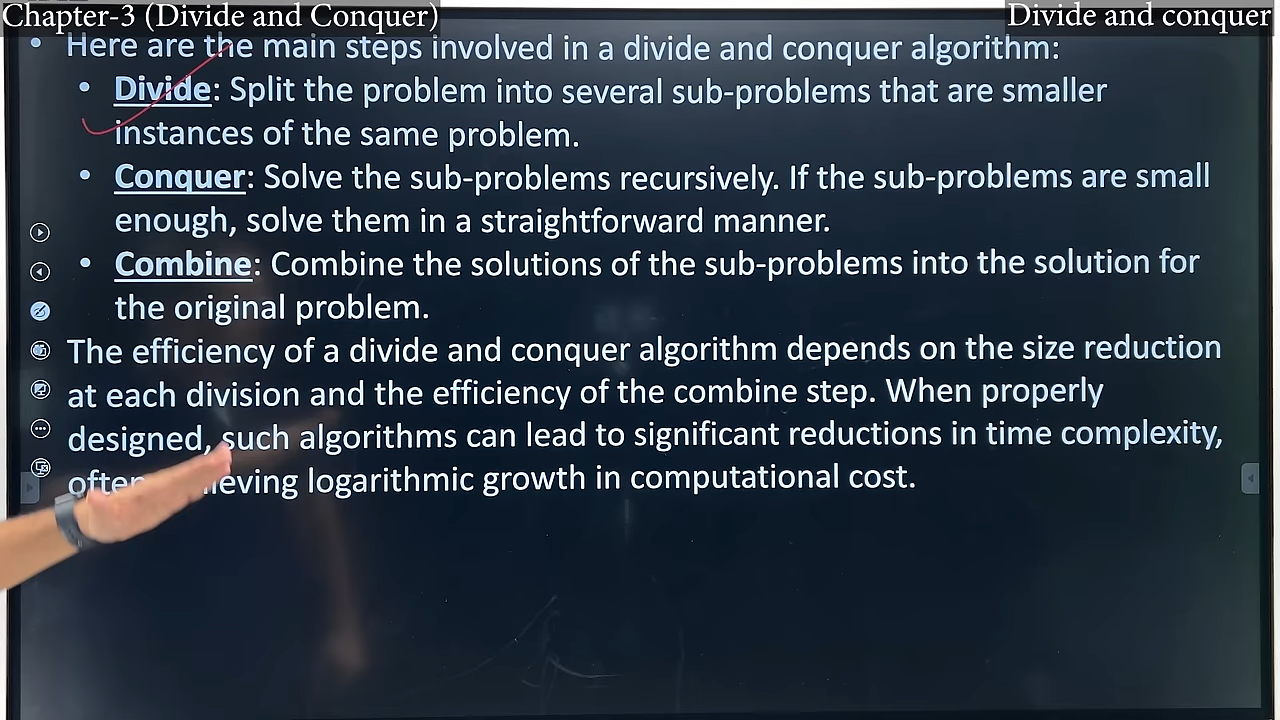 Chapter-3 (Divide and Conquer)
Divide and conquer
• Here are the main steps involved in a divide and conquer algorithm:
• Divide: Split the problem into several sub-problems that are smaller
instances of the same problem.
• Conquer: Solve the sub-problems recursively. If the sub-problems are small
enough, solve them in a straightforward manner.
• Combine: Combine the solutions of the sub-problems into the solution for
the original problem.
The efficiency of a divide and conquer algorithm depends on the size reduction
at each division and the efficiency of the combine step. When properly
designed, such algorithms can lead to significant reductions in time complexity,
often logarithmic growth in computational cost.